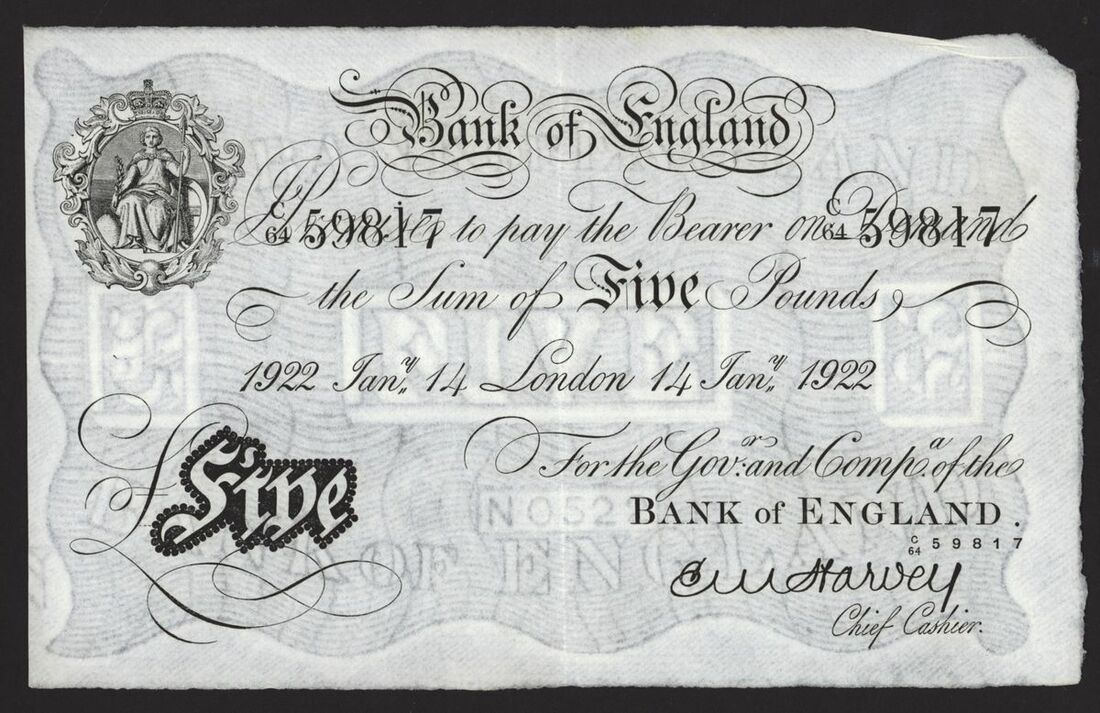 Bank of England
C/64 59817 I Promise to pay the Bearer on Demand C/64 59817
the Sum of Five Pounds
1922 Janʸ 14 London 14 Janʸ 1922
For the Govʳ and Compᵃ of the
£Five
N 052
BANK of ENGLAND.
C/64 59817
E M Harvey
Chief Cashier.
FIVE